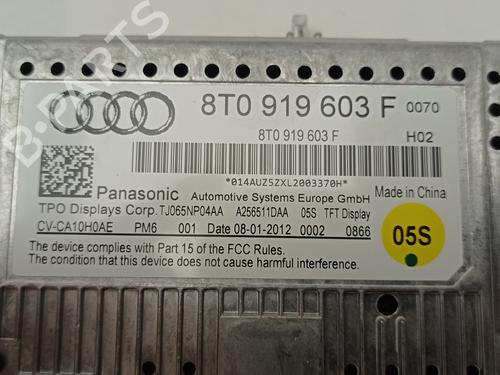 8T0 919 603 F 0070
8T0 919 603 F H02
*014AUZ5ZXL2003370H*
Panasonic Automotive Systems Europe GmbH
Made in China
TPO Displays Corp. TJ065NP04AA A256511DAA 05S TFT Display
CV-CA10H0AE PM6 001 Date 08-01-2012 0002 0866
05S
The device complies with Part 15 of the FCC Rules.
The condition that this device does not cause harmful interference.
B-PARTS